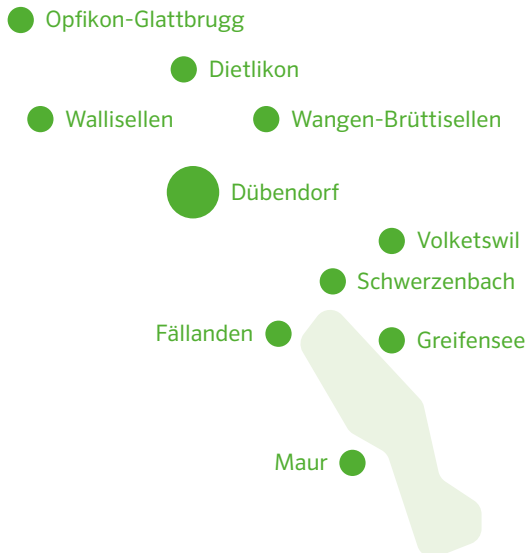 Opfikon-Glattbrugg
Dietlikon
Wallisellen
Wangen-Brüttisellen
Dübendorf
Volketswil
Schwerzenbach
Fällanden
Greifensee
Maur